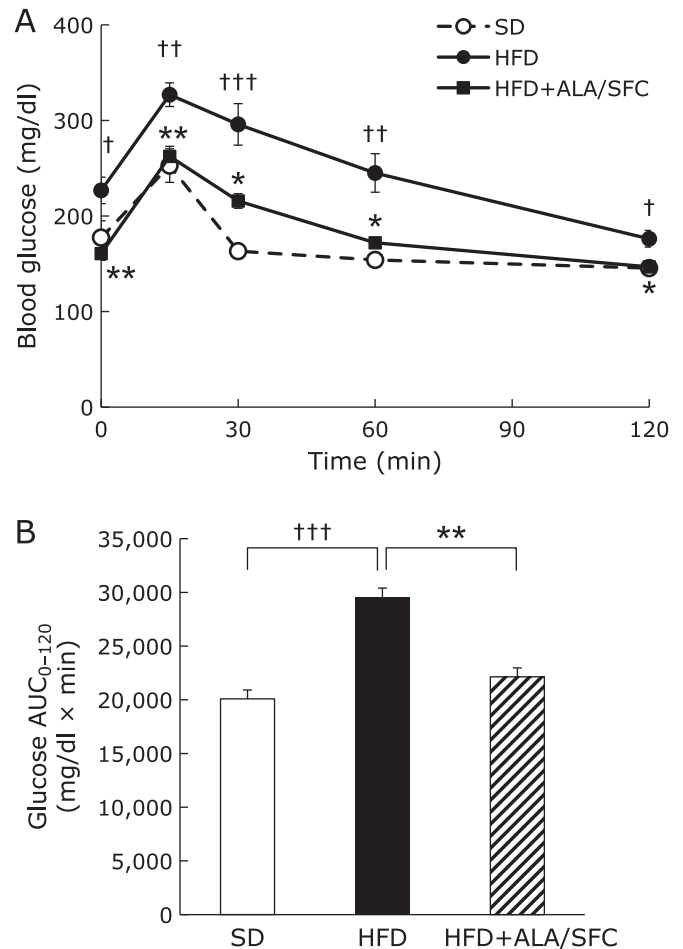 A
400
300
200
100
0
Blood glucose (mg/dl)
SD
HFD
HFD+ALA/SFC
†
††
†††
††
†
**
*
*
**
*
0 30 60 90 120
Time (min)
B
35,000
30,000
25,000
20,000
15,000
10,000
5,000
0
Glucose AUC0–120
(mg/dl × min)
††† **
SD HFD HFD+ALA/SFC